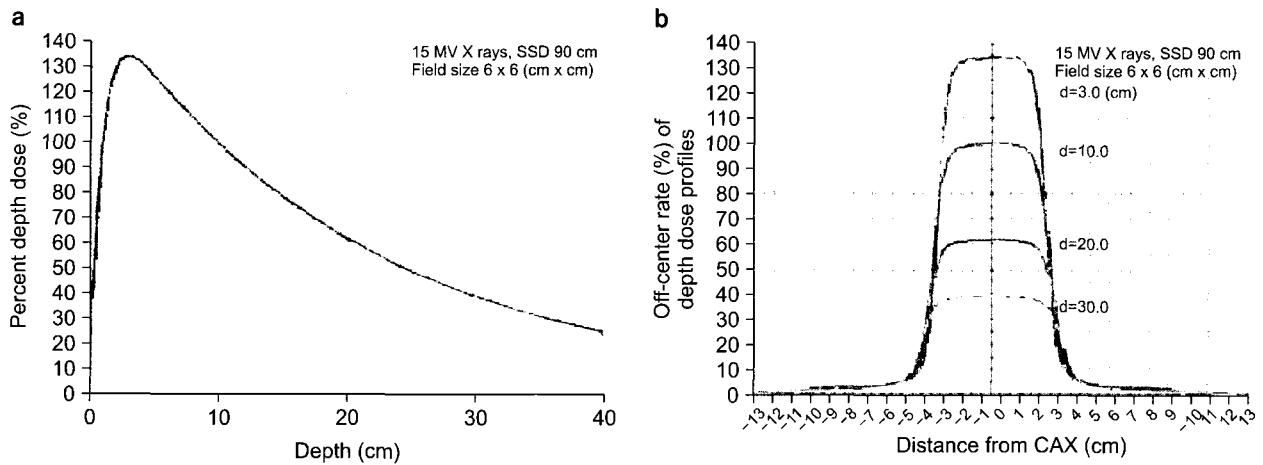 a
15 MV X rays, SSD 90 cm
Field size 6 x 6 (cm x cm)
Percent depth dose (%)
140
130
120
110
100
90
80
70
60
50
40
30
20
10
0
0 10 20 30 40
Depth (cm)
b
15 MV X rays, SSD 90 cm
Field size 6 x 6 (cm x cm)
d=3.0 (cm)
d=10.0
d=20.0
d=30.0
Off-center rate (%) of
depth dose profiles
140
130
120
110
100
90
80
70
60
50
40
30
20
10
0
-13 -12 -11 -10 -9 -8 -7 -6 -5 -4 -3 -2 -1 0 1 2 3 4 5 6 7 8 9 -10 11 12 13
Distance from CAX (cm)